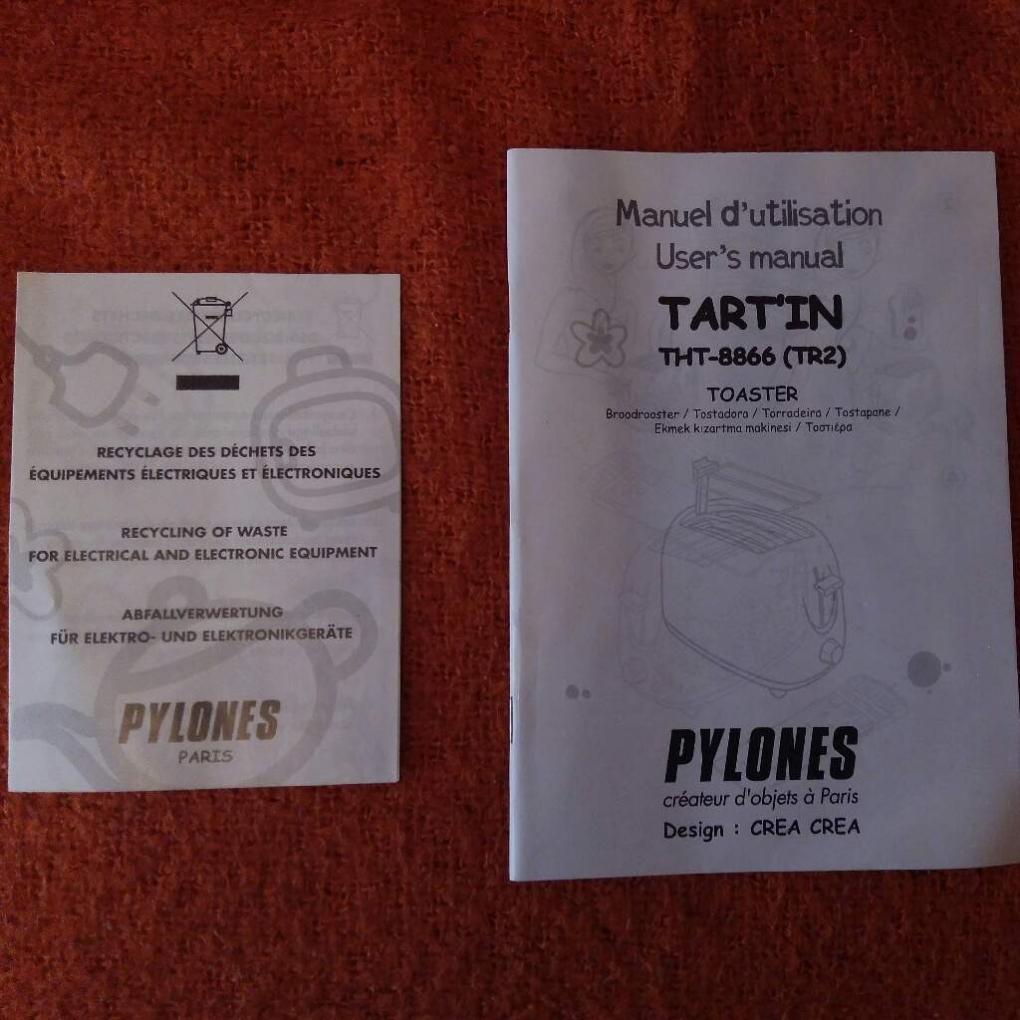 RECYCLAGE DES DÉCHETS DES
ÉQUIPEMENTS ÉLECTRIQUES ET ÉLECTRONIQUES
RECYCLING OF WASTE
FOR ELECTRICAL AND ELECTRONIC EQUIPMENT
ABFALLVERWERTUNG
FÜR ELEKTRO- UND ELEKTRONIKGERÄTE
PYLONES
PARIS
Manuel d'utilisation
User's manual
TART'IN
THT-8866 (TR2)
TOASTER
Broodrooster / Tostadora / Torradeira / Tostapane /
Ekmek kızartma makinesi / Τοστιέρα
PYLONES
créateur d'objets à Paris
Design : CREA CREA